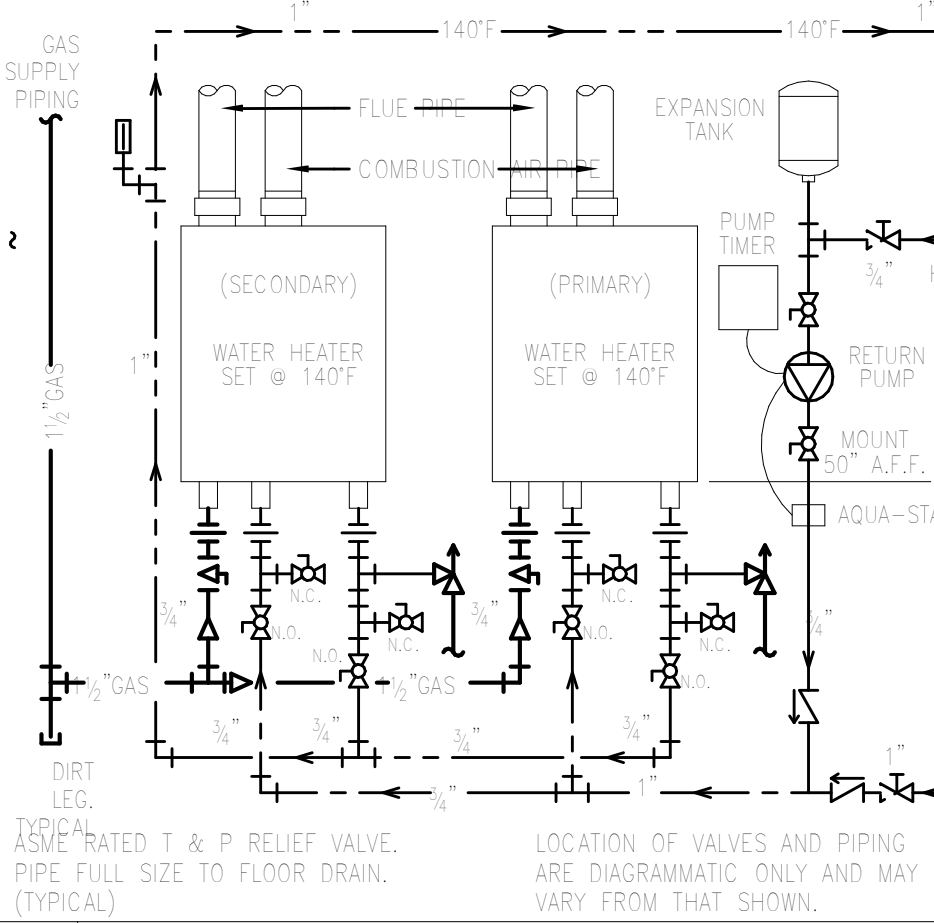 1"
140°F
140°F
1"
GAS
SUPPLY
PIPING
FLUE PIPE
COMBUSTION AIR PIPE
EXPANSION
TANK
PUMP
TIMER
3/4"
(SECONDARY)
(PRIMARY)
WATER HEATER
SET @ 140°F
WATER HEATER
SET @ 140°F
1"
1 1/2"GAS
RETURN
PUMP
MOUNT
50" A.F.F.
AQUA-STA
N.C.
N.C.
3/4"
N.O.
N.C.
3/4"
N.O.
N.C.
3/4"
N.O.
N.O.
1 1/2"GAS
1 1/2"GAS
3/4"
3/4"
3/4"
3/4"
1"
3/4"
1"
DIRT
LEG.
TYPICAL
ASME RATED T & P RELIEF VALVE.
PIPE FULL SIZE TO FLOOR DRAIN.
(TYPICAL)
LOCATION OF VALVES AND PIPING
ARE DIAGRAMMATIC ONLY AND MAY
VARY FROM THAT SHOWN.